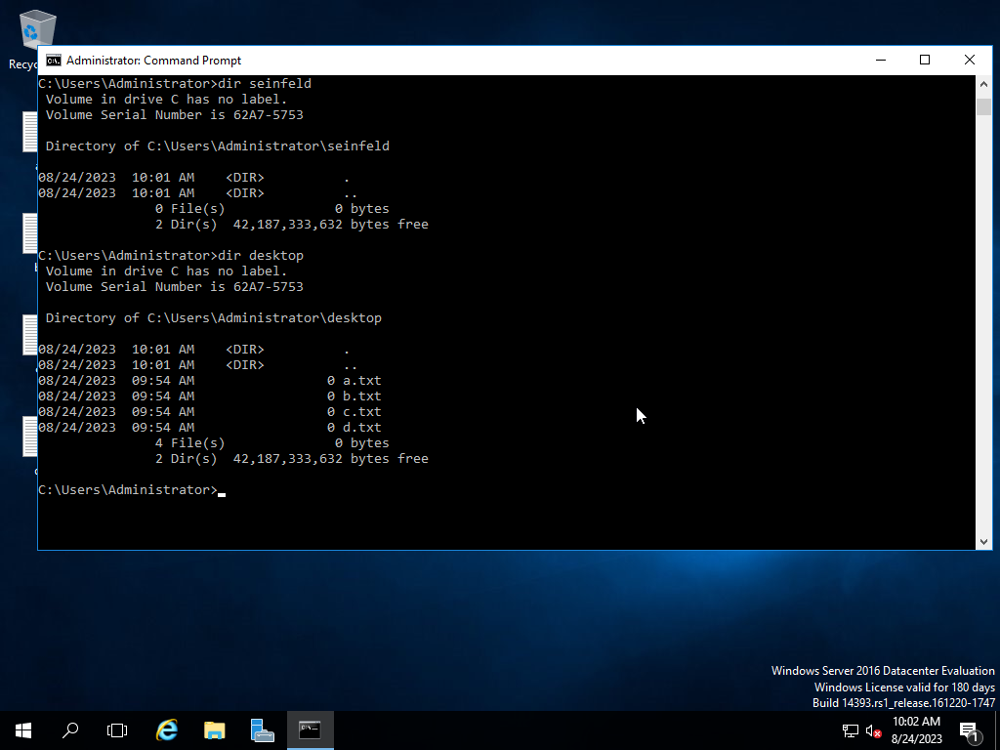 Recyc
Administrator: Command Prompt
C:\Users\Administrator>dir seinfeld
Volume in drive C has no label.
Volume Serial Number is 62A7-5753
Directory of C:\Users\Administrator\seinfeld
08/24/2023  10:01 AM    <DIR>          .
08/24/2023  10:01 AM    <DIR>          ..
0 File(s)              0 bytes
2 Dir(s)  42,187,333,632 bytes free
C:\Users\Administrator>dir desktop
Volume in drive C has no label.
Volume Serial Number is 62A7-5753
Directory of C:\Users\Administrator\desktop
08/24/2023  10:01 AM    <DIR>          .
08/24/2023  10:01 AM    <DIR>          ..
08/24/2023  09:54 AM                 0 a.txt
08/24/2023  09:54 AM                 0 b.txt
08/24/2023  09:54 AM                 0 c.txt
08/24/2023  09:54 AM                 0 d.txt
4 File(s)              0 bytes
2 Dir(s)  42,187,333,632 bytes free
C:\Users\Administrator>
Windows Server 2016 Datacenter Evaluation
Windows License valid for 180 days
Build 14393.rs1_release.161220-1747
10:02 AM
8/24/2023
1